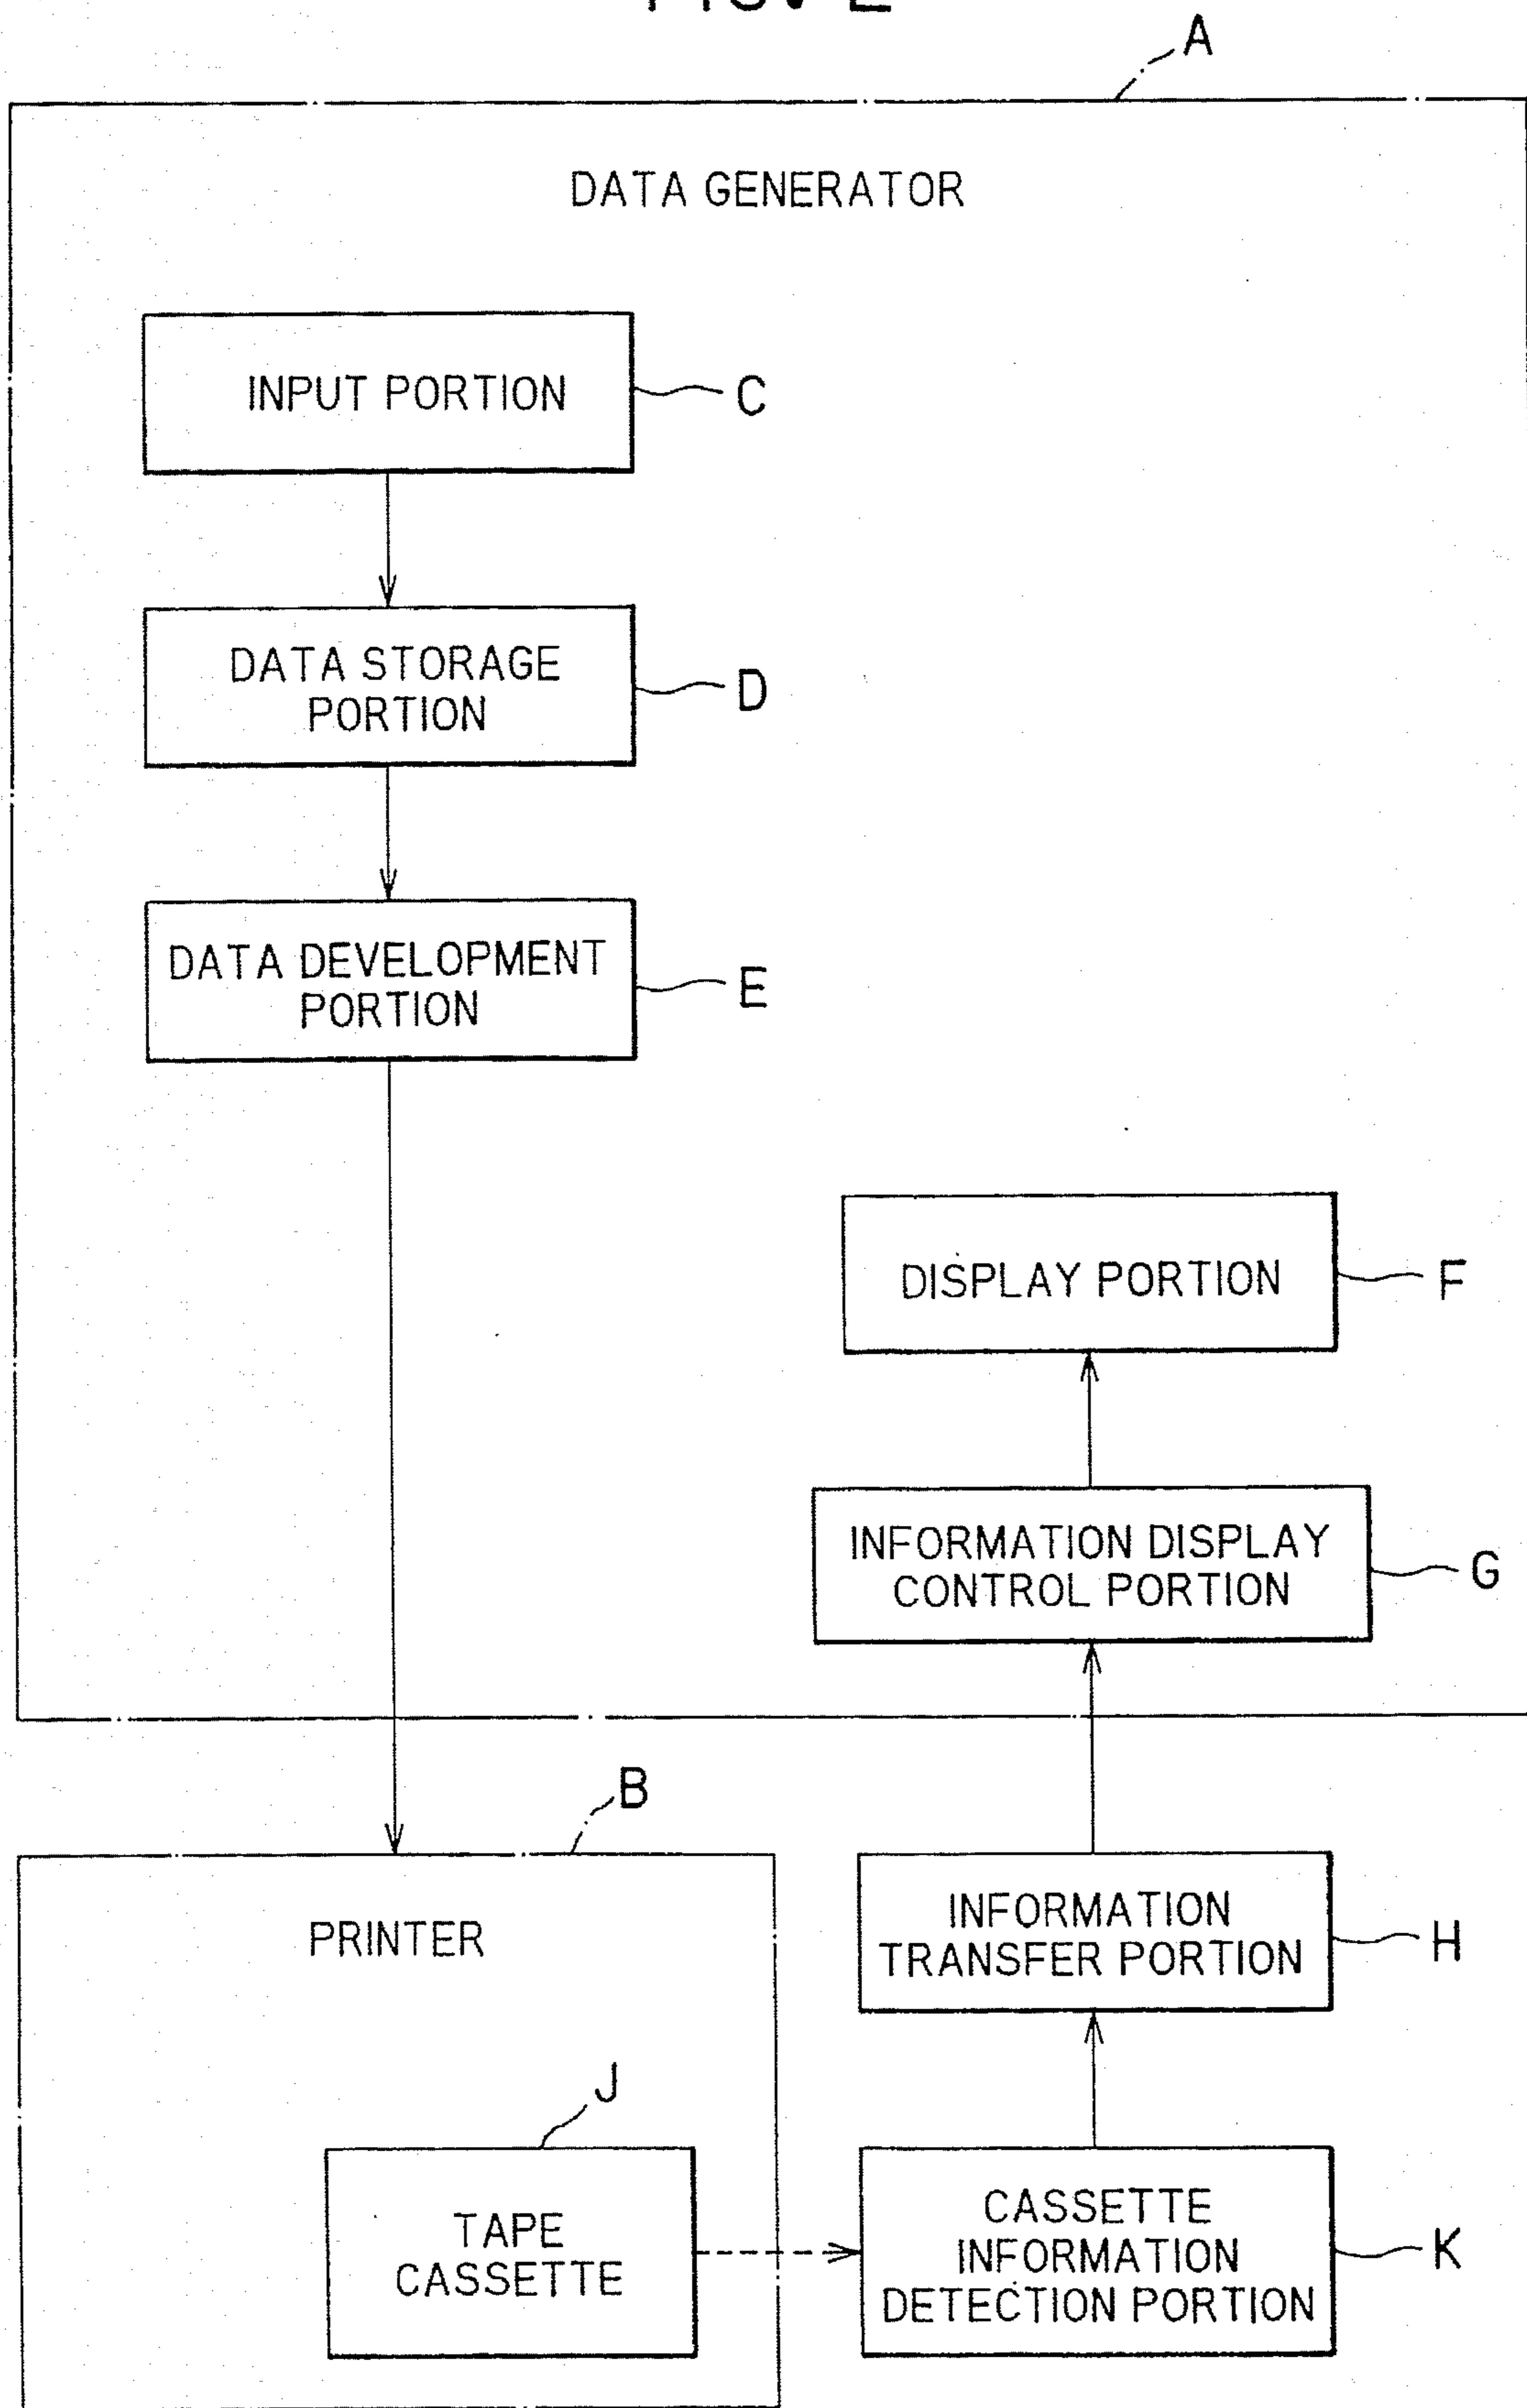 A
DATA GENERATOR
INPUT PORTION
C
DATA STORAGE
PORTION
D
DATA DEVELOPMENT
PORTION
E
DISPLAY PORTION
F
INFORMATION DISPLAY
CONTROL PORTION
G
B
PRINTER
INFORMATION
TRANSFER PORTION
H
J
TAPE
CASSETTE
CASSETTE
INFORMATION
DETECTION PORTION
K